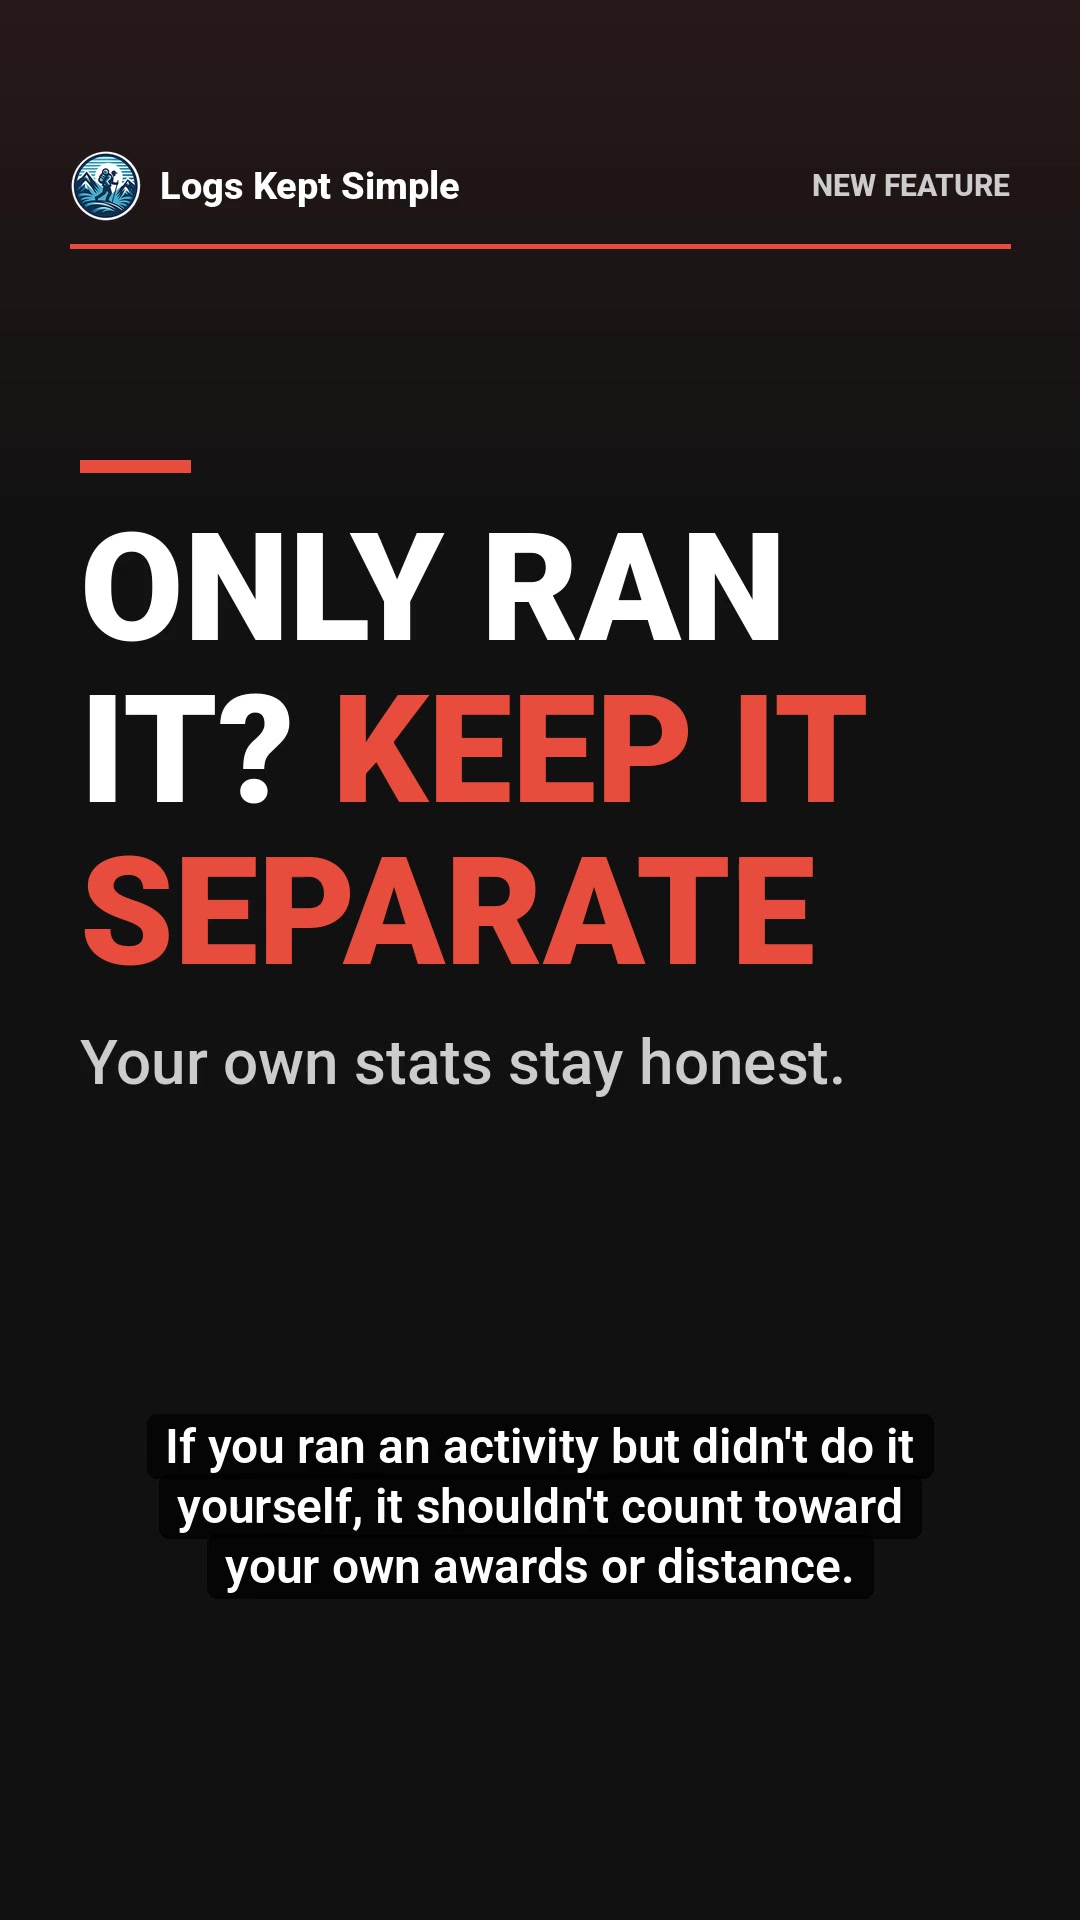 Logs Kept Simple
NEW FEATURE
ONLY RAN
IT? KEEP IT
SEPARATE
Your own stats stay honest.
If you ran an activity but didn't do it
yourself, it shouldn't count toward
your own awards or distance.